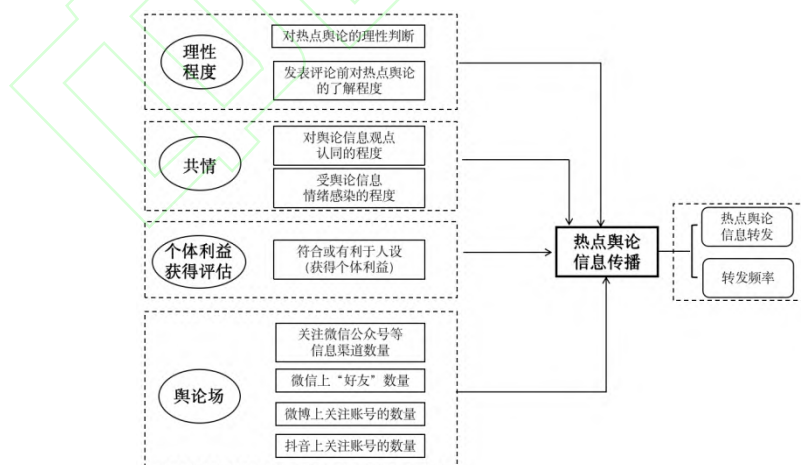 理性
程度
对热点舆论的理性判断
发表评论前对热点舆论
的了解程度
共情
对舆论信息观点
认同的程度
受舆论信息
情绪感染的程度
个体利益
获得评估
符合或有利于人设
(获得个体利益)
舆论场
关注微信公众号等
信息渠道数量
微信上“好友”数量
微博上关注账号的数量
抖音上关注账号的数量
热点舆论
信息传播
热点舆论
信息转发
转发频率